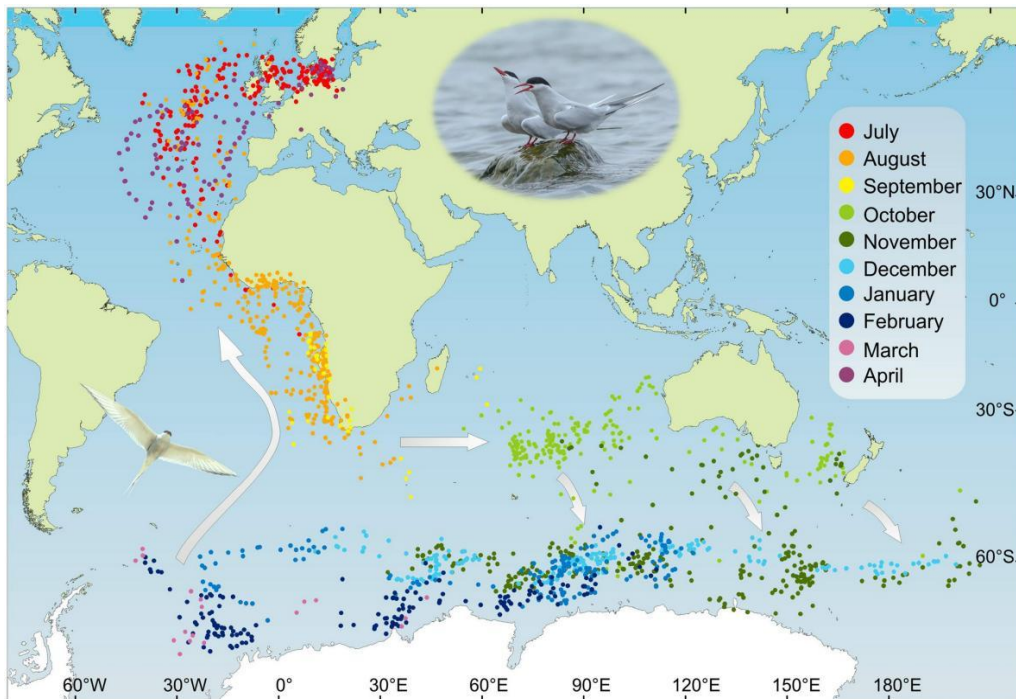 July
August
September
October
November
December
January
February
March
April
30°N
0°
30°S
60°S
60°W 30°W 0° 30°E 60°E 90°E 120°E 150°E 180°E